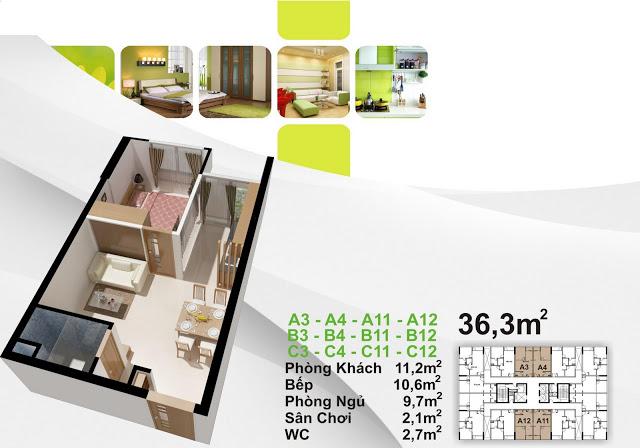 A3 - A4 - A11 - A12
B3 - B4 - B11 - B12
C3 - C4 - C11 - C12
36,3m²
Phòng Khách 11,2m²
Bếp 10,6m²
Phòng Ngủ 9,7m²
Sân Chơi 2,1m²
WC 2,7m²
A3 A4
A12 A11